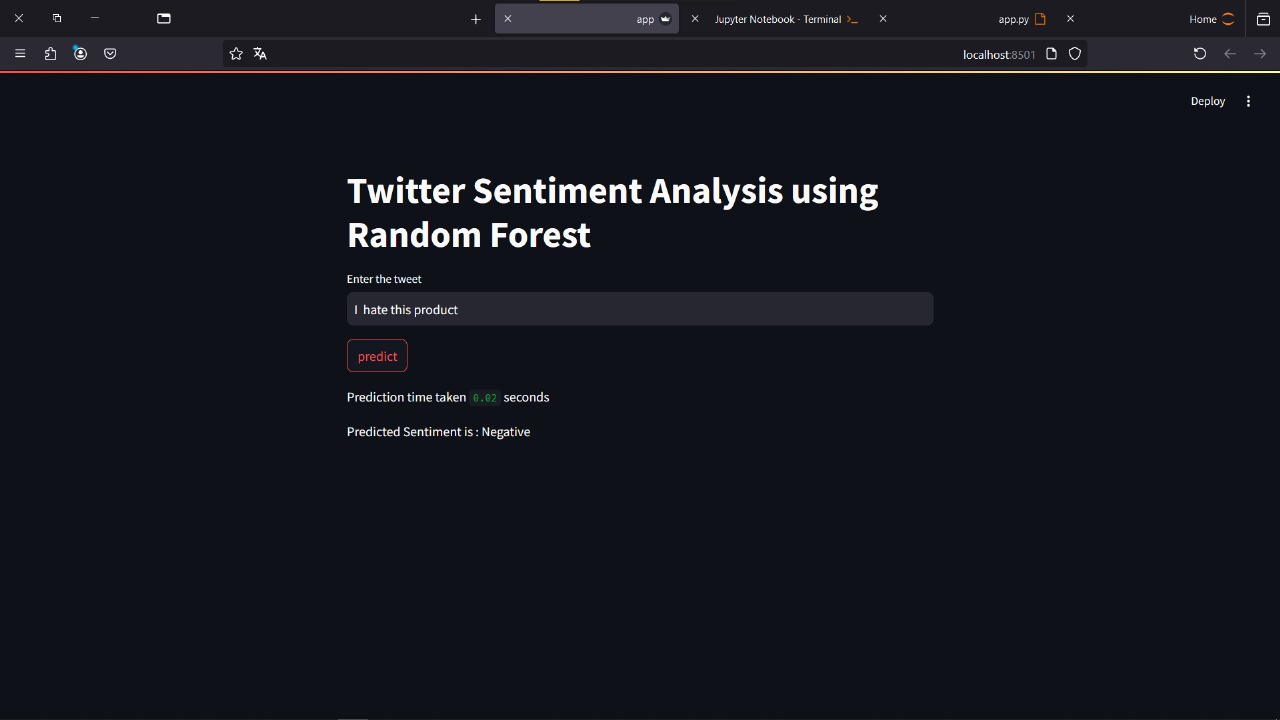 app
Jupyter Notebook - Terminal
app.py
Home
localhost:8501
Deploy
Twitter Sentiment Analysis using
Random Forest
Enter the tweet
I hate this product
predict
Prediction time taken 0.02 seconds
Predicted Sentiment is : Negative